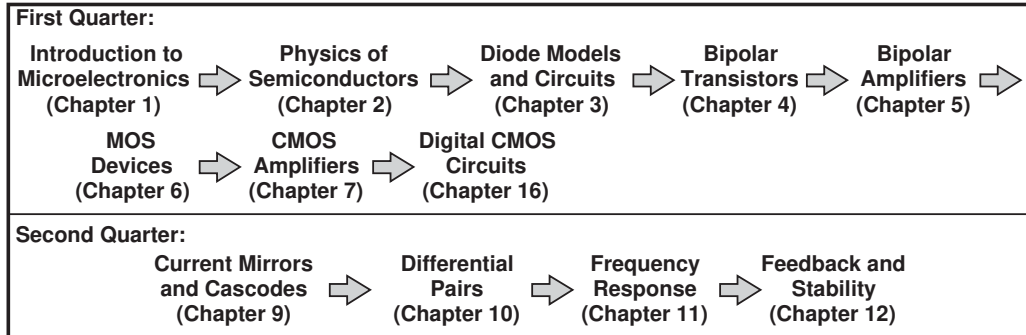 First Quarter:
Introduction to
Microelectronics
(Chapter 1)
Physics of
Semiconductors
(Chapter 2)
Diode Models
and Circuits
(Chapter 3)
Bipolar
Transistors
(Chapter 4)
Bipolar
Amplifiers
(Chapter 5)
MOS
Devices
(Chapter 6)
CMOS
Amplifiers
(Chapter 7)
Digital CMOS
Circuits
(Chapter 16)
Second Quarter:
Current Mirrors
and Cascodes
(Chapter 9)
Differential
Pairs
(Chapter 10)
Frequency
Response
(Chapter 11)
Feedback and
Stability
(Chapter 12)